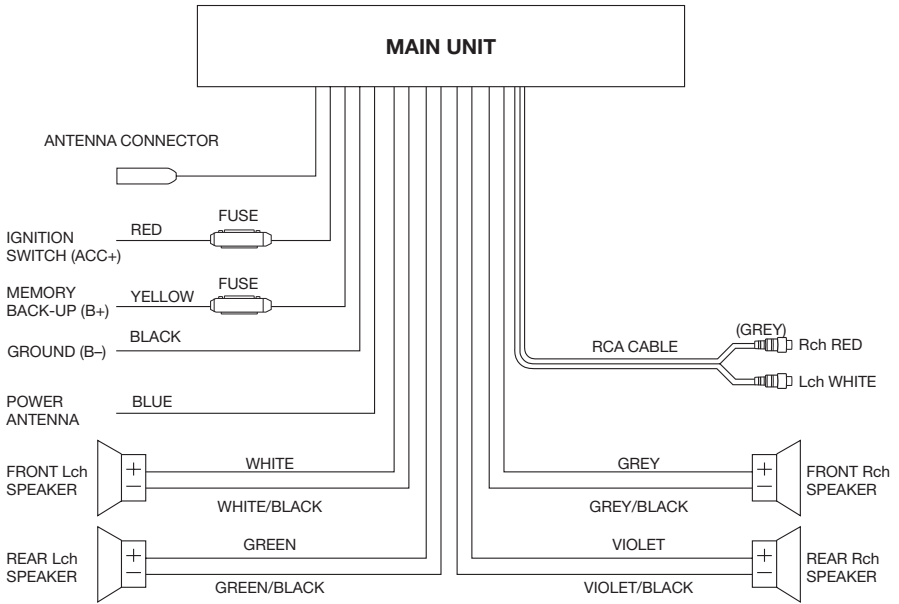 MAIN UNIT
ANTENNA CONNECTOR
FUSE
RED
IGNITION
SWITCH (ACC+)
FUSE
MEMORY
BACK-UP (B+)
YELLOW
BLACK
GROUND (B–)
(GREY)
RCA CABLE
Rch RED
Lch WHITE
POWER
ANTENNA
BLUE
FRONT Lch
SPEAKER
+
–
WHITE
WHITE/BLACK
GREY
GREY/BLACK
+
–
FRONT Rch
SPEAKER
REAR Lch
SPEAKER
+
–
GREEN
GREEN/BLACK
VIOLET
VIOLET/BLACK
+
–
REAR Rch
SPEAKER